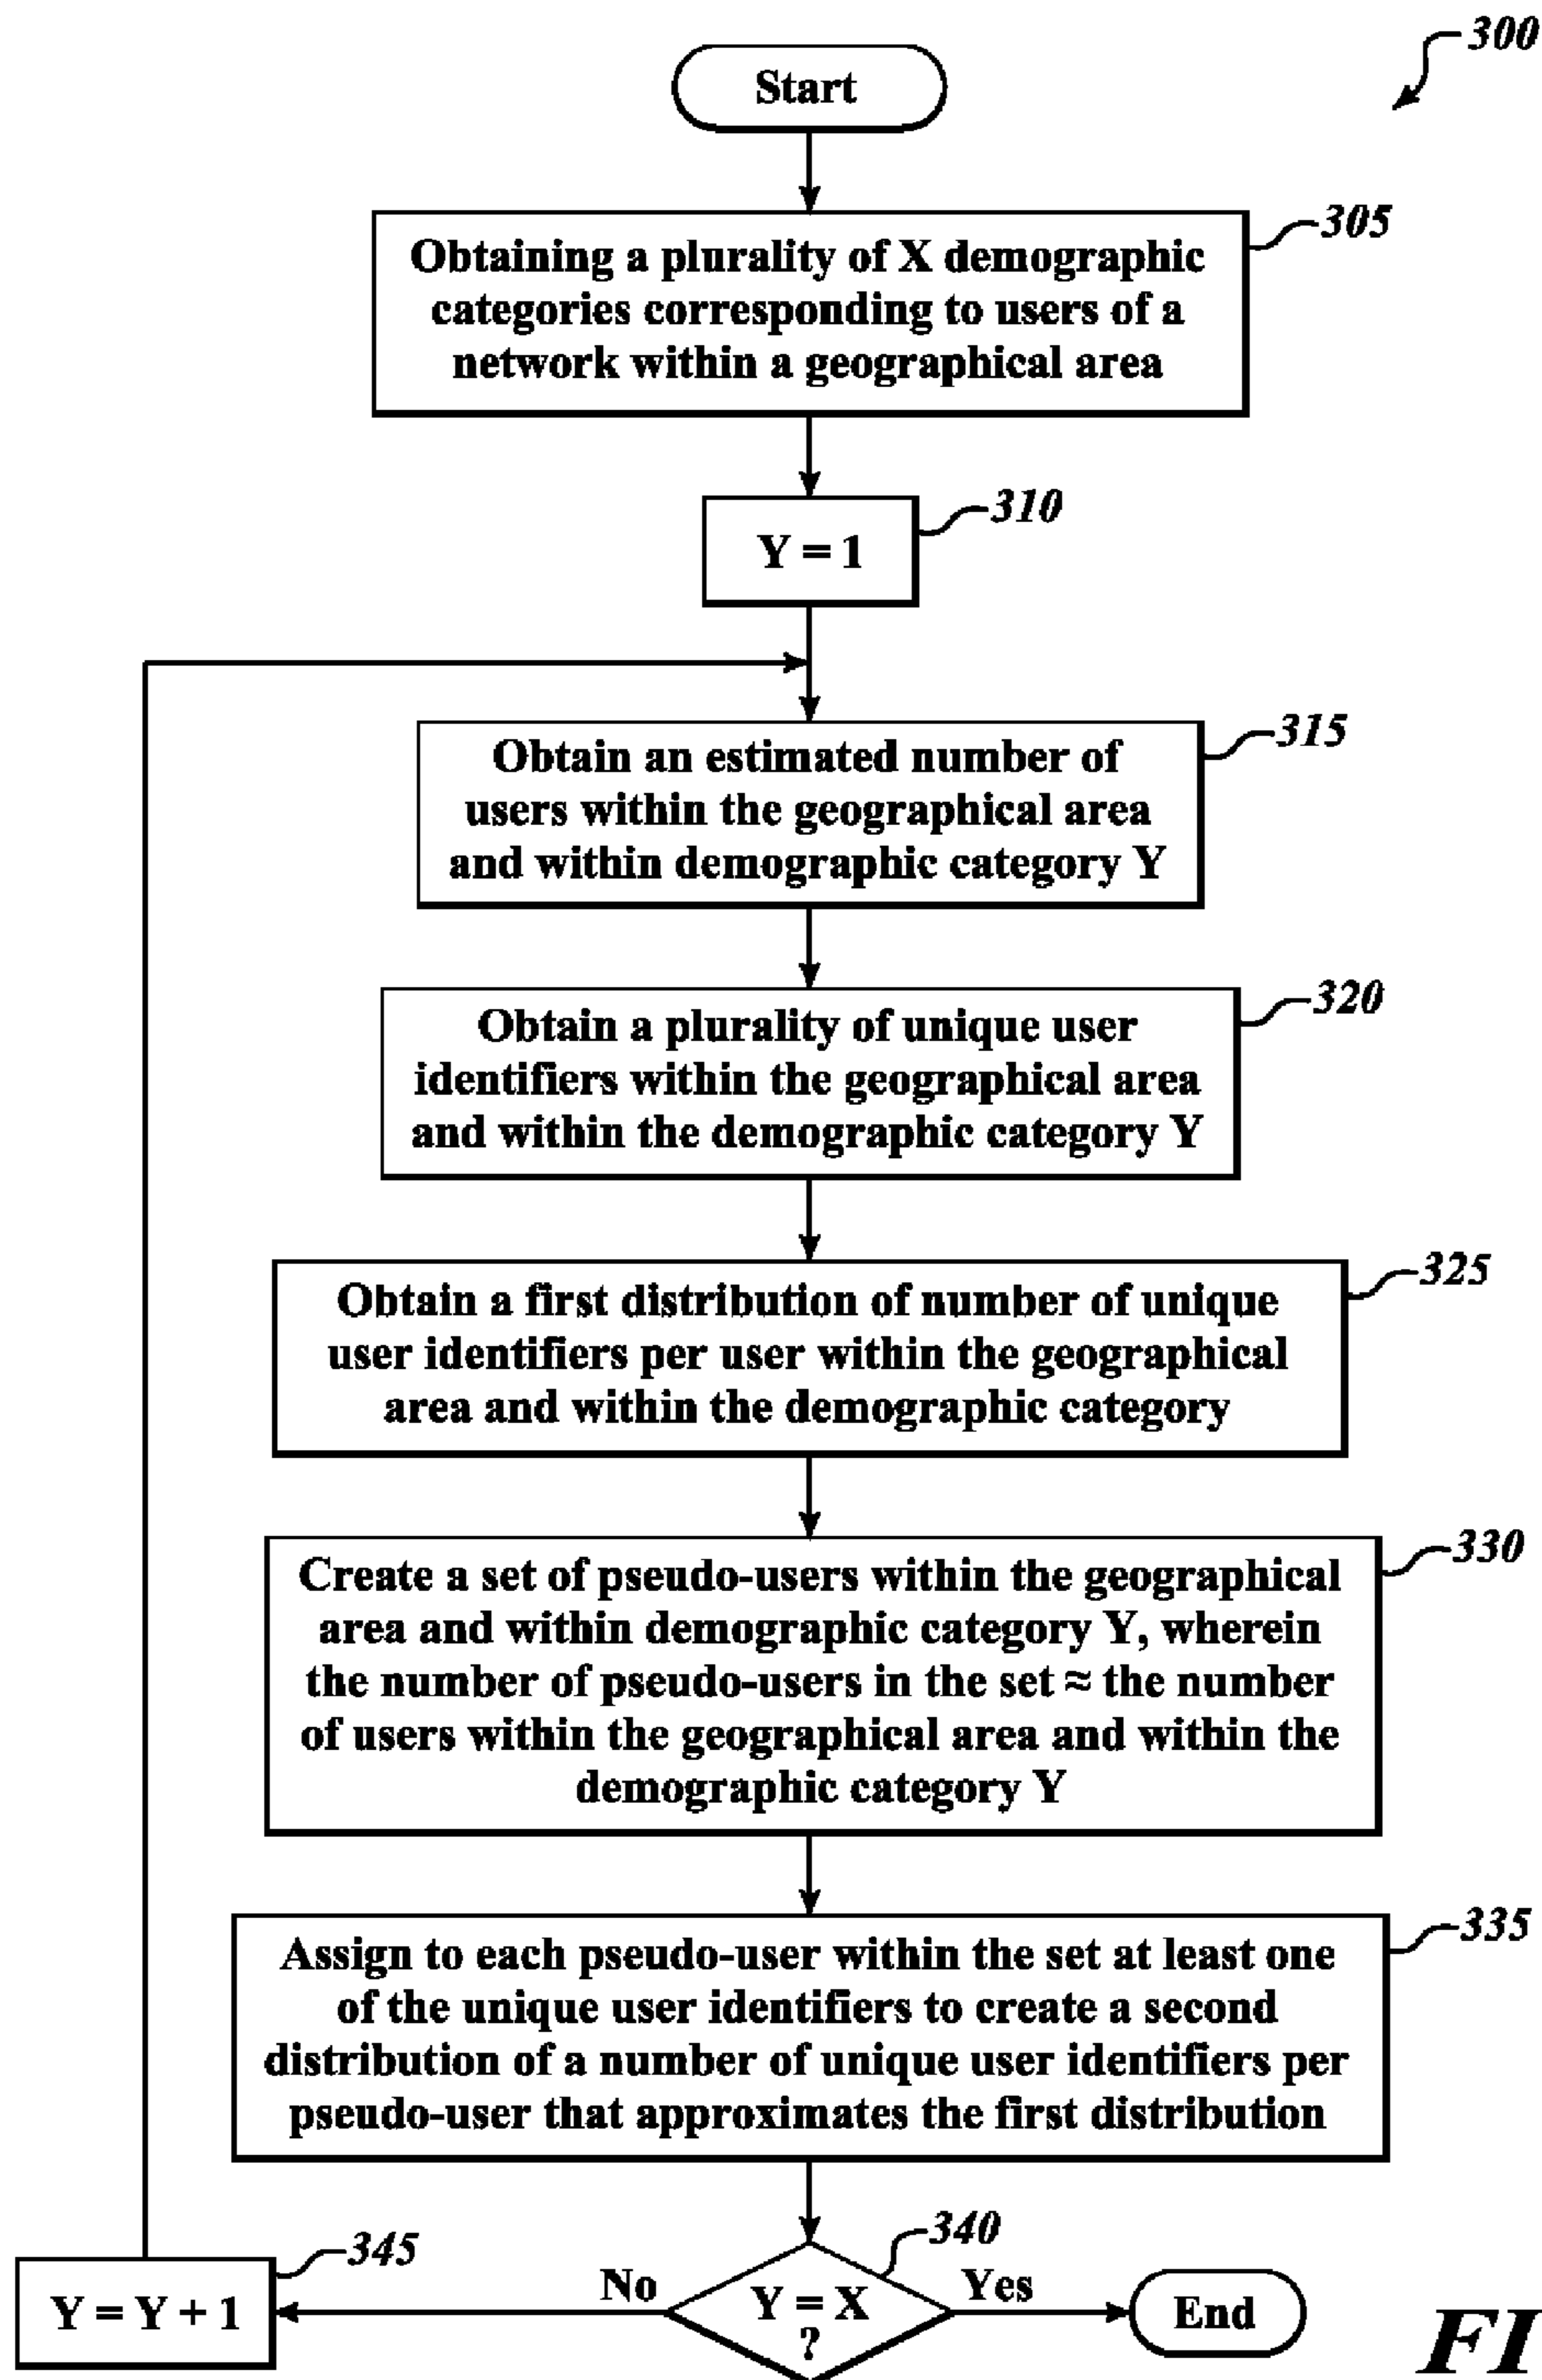 300
Start
305
Obtaining a plurality of X demographic
categories corresponding to users of a
network within a geographical area
310
Y = 1
315
Obtain an estimated number of
users within the geographical area
and within demographic category Y
320
Obtain a plurality of unique user
identifiers within the geographical area
and within the demographic category Y
325
Obtain a first distribution of number of unique
user identifiers per user within the geographical
area and within the demographic category
330
Create a set of pseudo-users within the geographical
area and within demographic category Y, wherein
the number of pseudo-users in the set ≈ the number
of users within the geographical area and within the
demographic category Y
335
Assign to each pseudo-user within the set at least one
of the unique user identifiers to create a second
distribution of a number of unique user identifiers per
pseudo-user that approximates the first distribution
340
345
No
Yes
Y = X
?
Y = Y + 1
End
FI